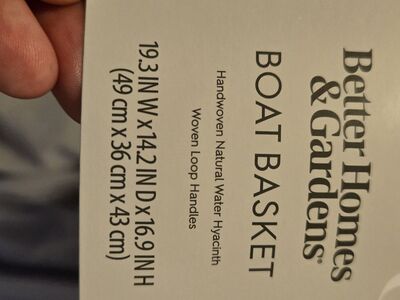 Better Homes
& Gardens®
BOAT BASKET
Handwoven Natural Water Hyacinth
Woven Loop Handles
19.3 IN W x 14.2 IN D x 16.9 IN H
(49 cm x 36 cm x 43 cm)